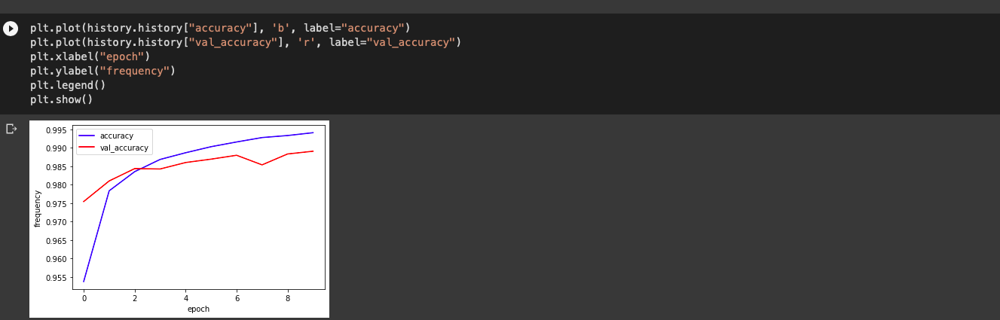 plt.plot(history.history["accuracy"], 'b', label="accuracy")
plt.plot(history.history["val_accuracy"], 'r', label="val_accuracy")
plt.xlabel("epoch")
plt.ylabel("frequency")
plt.legend()
plt.show()
accuracy
val_accuracy
0.995
0.990
0.985
0.980
0.975
0.970
0.965
0.960
0.955
frequency
0 2 4 6 8
epoch